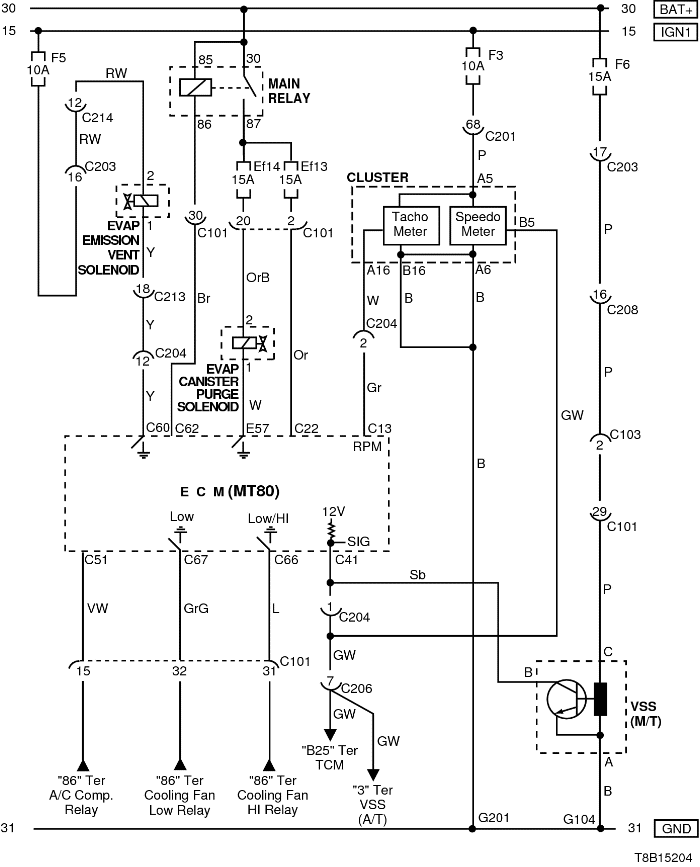 30
30
BAT+
15
15
IGN1
F5
10A
RW
12
C214
RW
C203
16
2
1
EVAP
EMISSION
VENT
SOLENOID
Y
18
C213
Y
C204
12
Y
85
30
MAIN
RELAY
86
87
Ef14
15A
Ef13
15A
30
C101
20
2
C101
Br
OrB
Or
2
1
EVAP
CANISTER
PURGE
SOLENOID
W
F3
10A
68
C201
P
CLUSTER
A5
Tacho
Meter
Speedo
Meter
B5
A16
B16
A6
W
B
B
C204
2
Gr
GW
B
F6
15A
17
C203
P
16
C208
P
C103
2
29
C101
P
C60
C62
E57
C22
C13
RPM
E C M (MT80)
12V
Low
Low/HI
SIG
C51
C67
C66
C41
VW
GrG
L
Sb
1
C204
GW
15
32
31
C101
7
C206
GW
GW
C
B
VSS
(M/T)
A
B
"86" Ter
A/C Comp.
Relay
"86" Ter
Cooling Fan
Low Relay
"86" Ter
Cooling Fan
HI Relay
"B25" Ter
TCM
"3" Ter
VSS
(A/T)
31
G201
G104
31
GND
T8B15204